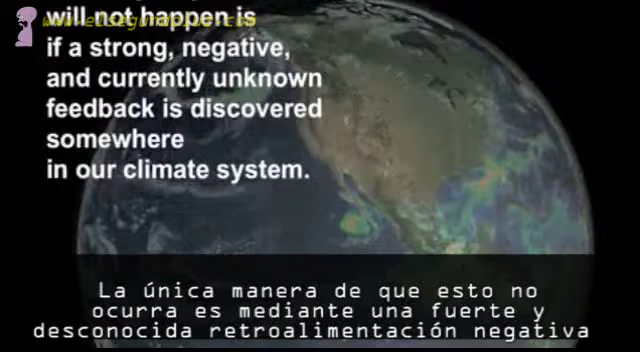 will not happen is
if a strong, negative,
and currently unknown
feedback is discovered
somewhere
in our climate system.
La única manera de que esto no
ocurra es mediante una fuerte y
desconocida retroalimentación negativa